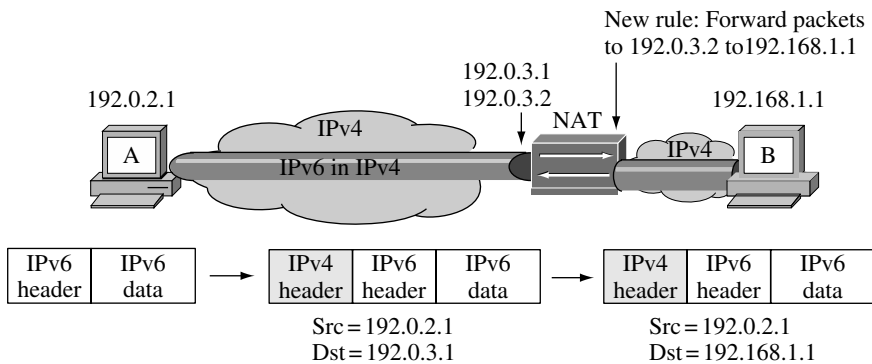 New rule: Forward packets
to 192.0.3.2 to192.168.1.1
192.0.3.1
192.0.3.2
192.0.2.1
192.168.1.1
IPv4
NAT
IPv4
A
B
IPv6 in IPv4
IPv6 header
IPv6 data
IPv4 header
IPv6 header
IPv6 data
IPv4 header
IPv6 header
IPv6 data
Src = 192.0.2.1
Dst = 192.0.3.1
Src = 192.0.2.1
Dst = 192.168.1.1